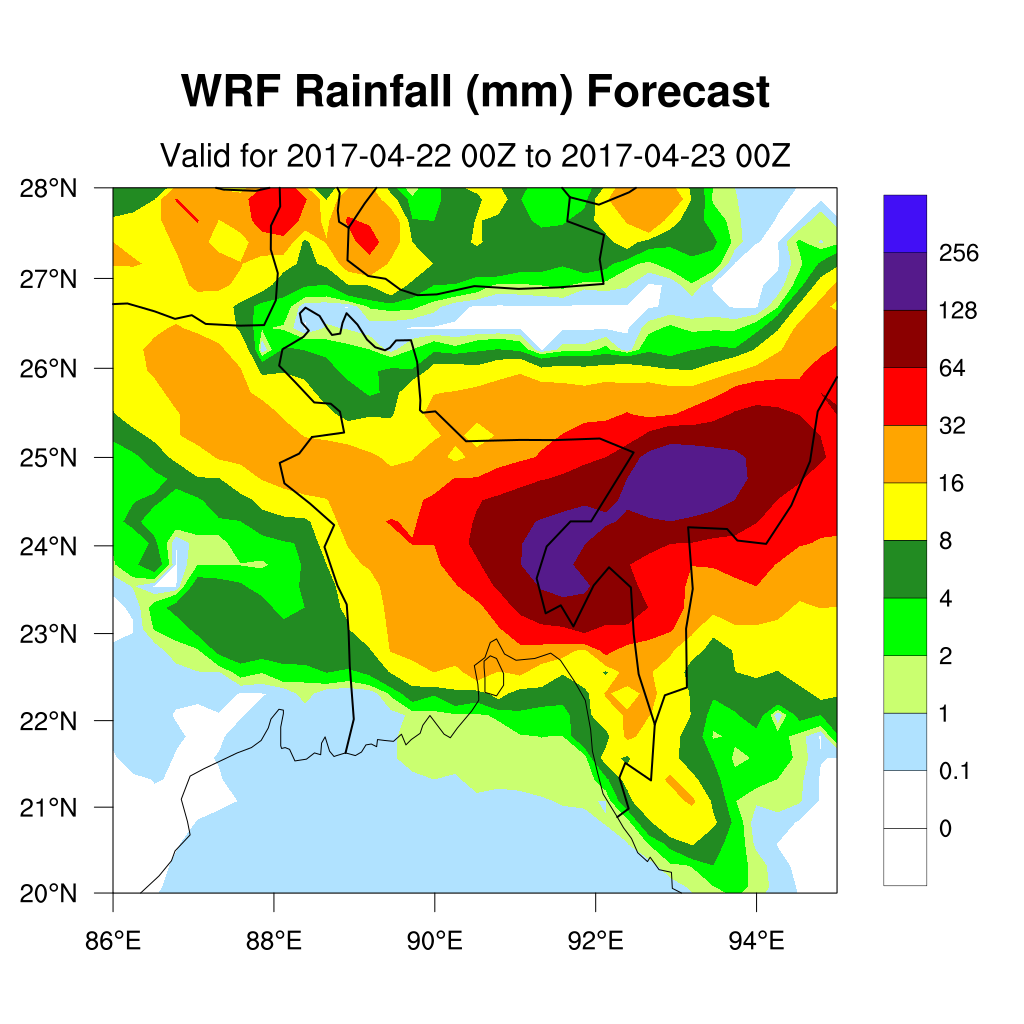 WRF Rainfall (mm) Forecast
Valid for 2017-04-22 00Z to 2017-04-23 00Z
28°N
27°N
26°N
25°N
24°N
23°N
22°N
21°N
20°N
86°E 88°E 90°E 92°E 94°E
256
128
64
32
16
8
4
2
1
0.1
0